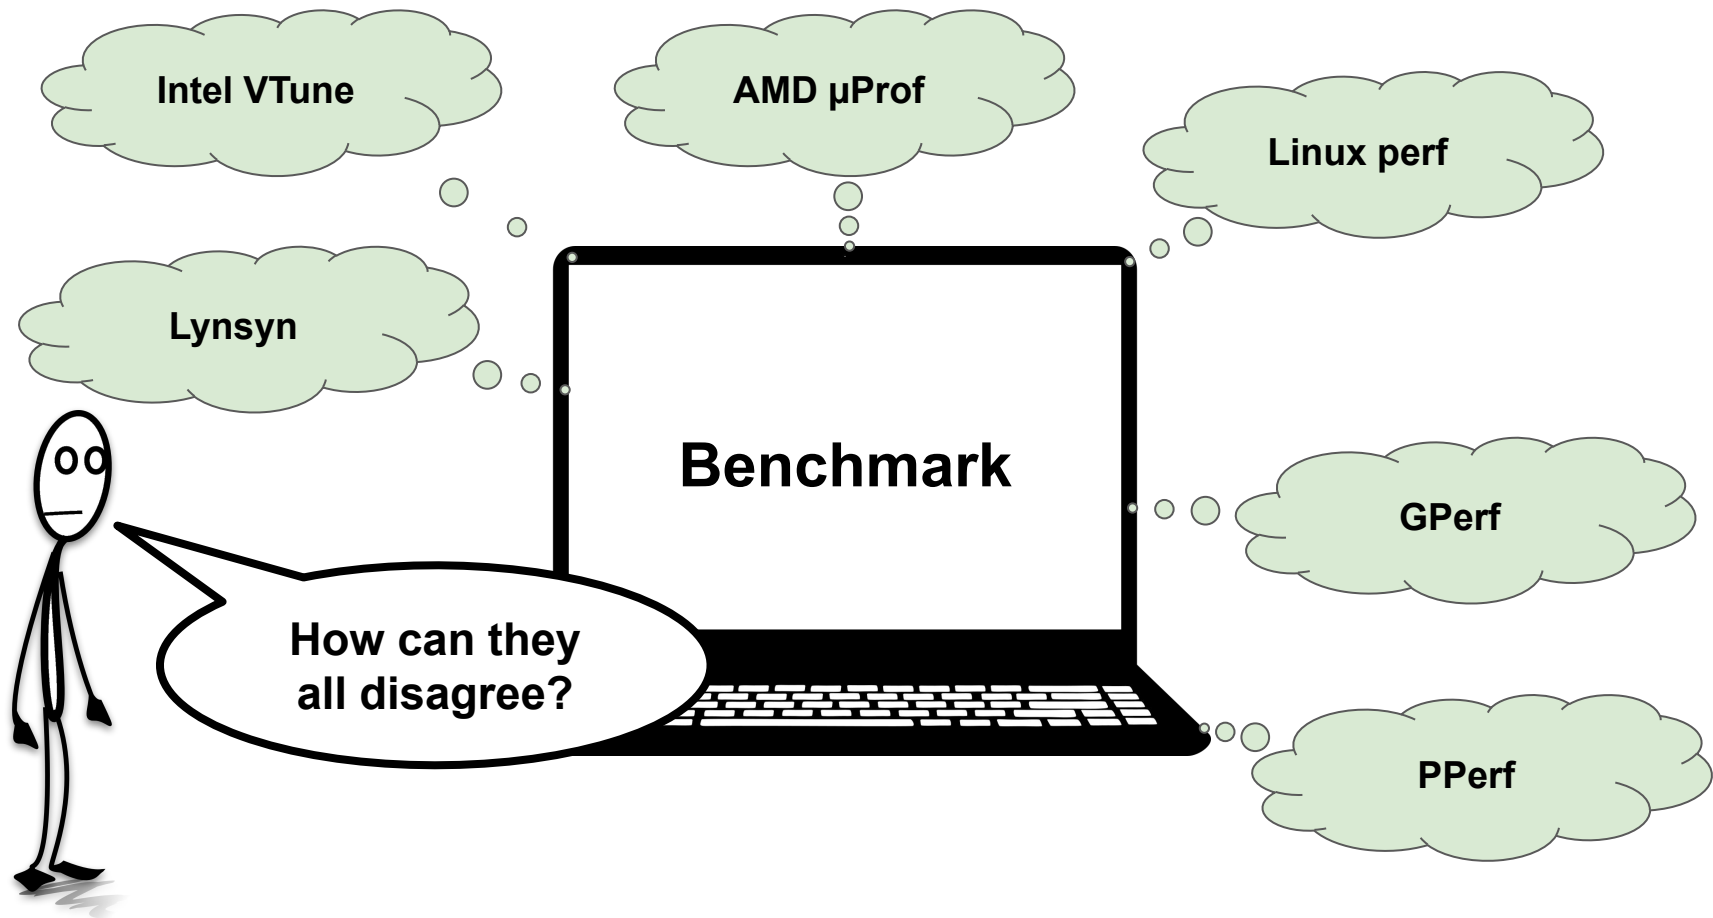 Intel VTune
AMD µProf
Linux perf
Lynsyn
Benchmark
GPerf
How can they
all disagree?
PPerf